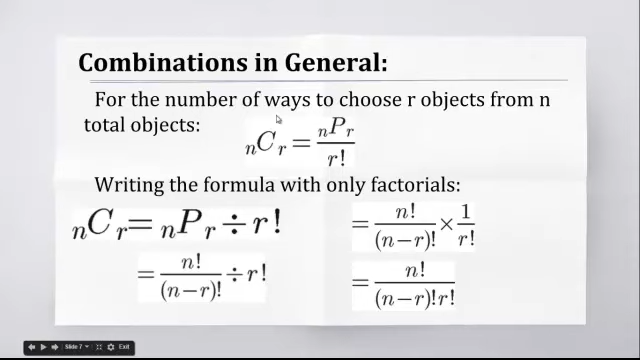 Combinations in General:
For the number of ways to choose r objects from n
total objects:
nCr = nPr / r!
Writing the formula with only factorials:
nCr = nPr ÷ r!
= n! / (n−r)! ÷ r!
= n! / (n−r)! × 1 / r!
= n! / (n−r)!r!
Slide 7 Exit